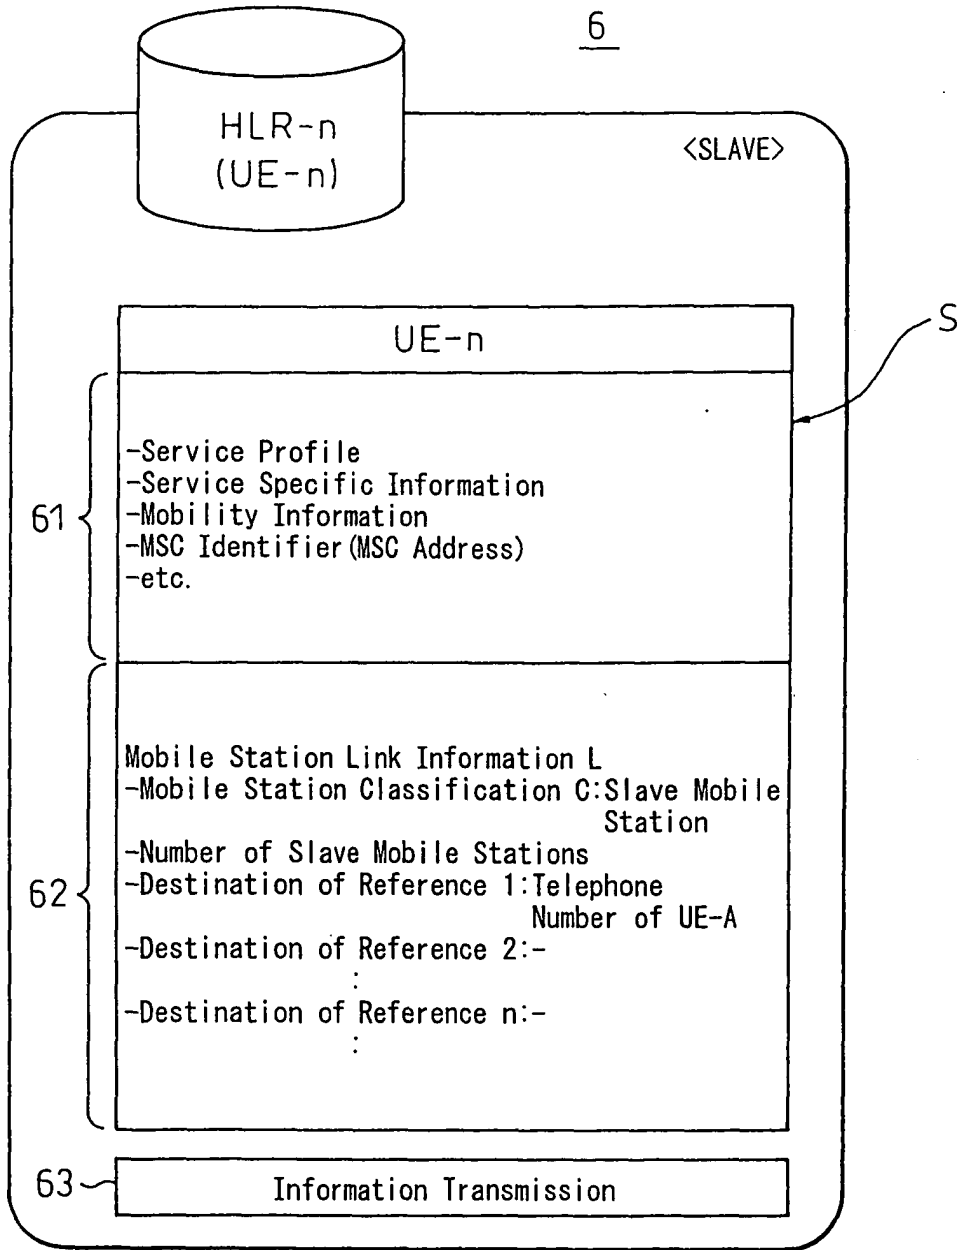 6
HLR-n
(UE-n)
<SLAVE>
UE-n
S
61
-Service Profile
-Service Specific Information
-Mobility Information
-MSC Identifier(MSC Address)
-etc.
62
Mobile Station Link Information L
-Mobile Station Classification C:Slave Mobile
Station
-Number of Slave Mobile Stations
-Destination of Reference 1:Telephone
Number of UE-A
-Destination of Reference 2:-
:
-Destination of Reference n:-
:
63
Information Transmission